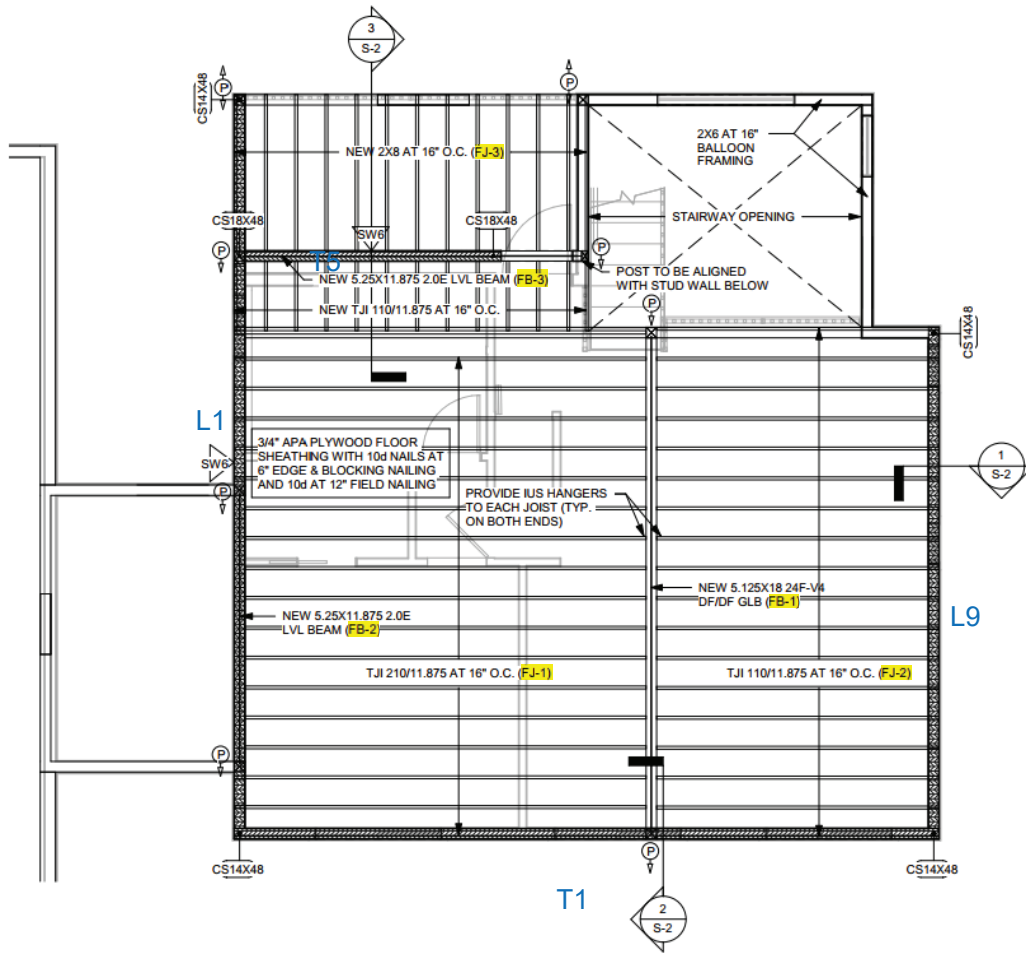 3
S-2
P
P
CS14X48
2X6 AT 16"
BALLOON
FRAMING
NEW 2X8 AT 16" O.C. (FJ-3)
STAIRWAY OPENING
CS18X48
CS18X48
SW6
P
P
T5
POST TO BE ALIGNED
WITH STUD WALL BELOW
NEW 5.25X11.875 2.0E LVL BEAM (FB-3)
NEW TJI 110/11.875 AT 16" O.C.
P
CS14X48
L1
3/4" APA PLYWOOD FLOOR
SHEATHING WITH 10d NAILS AT
6" EDGE & BLOCKING NAILING
AND 10d AT 12" FIELD NAILING
SW6
P
1
S-2
PROVIDE IUS HANGERS
TO EACH JOIST (TYP.
ON BOTH ENDS)
NEW 5.125X18 24F-V4
DF/DF GLB (FB-1)
NEW 5.25X11.875 2.0E
LVL BEAM (FB-2)
L9
TJI 210/11.875 AT 16" O.C. (FJ-1)
TJI 110/11.875 AT 16" O.C. (FJ-2)
P
P
CS14X48
CS14X48
T1
2
S-2